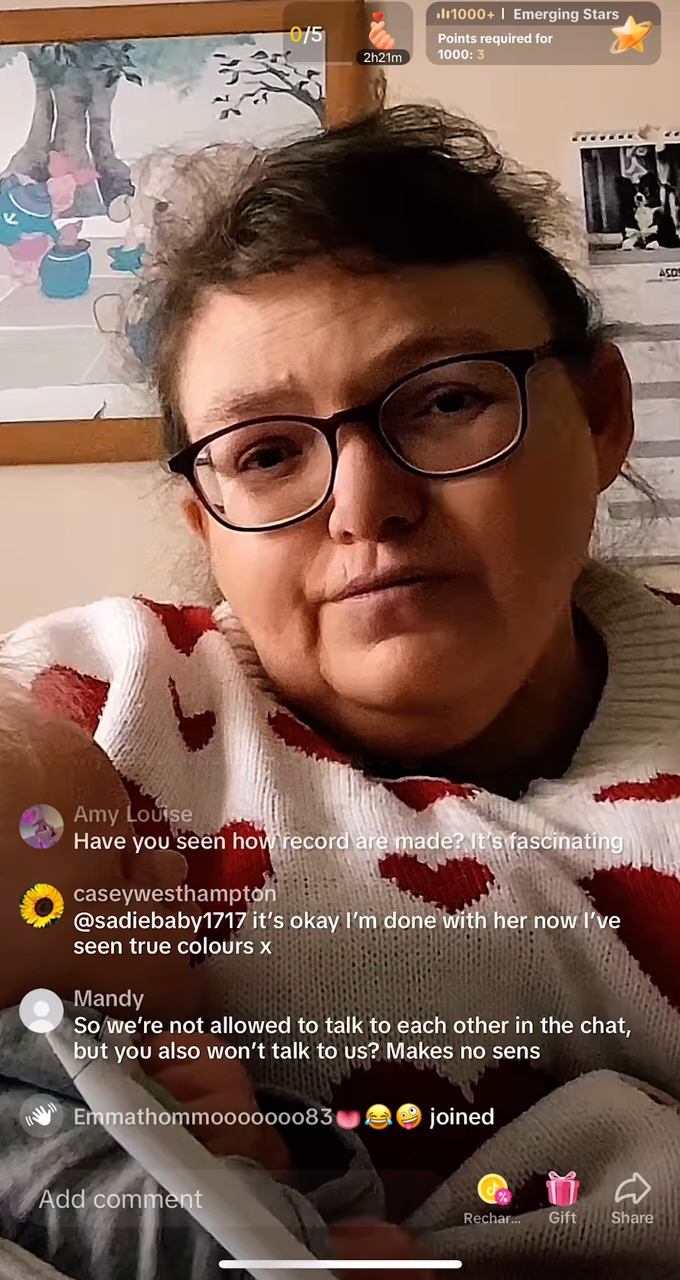 0/5
2h21m
1000+ | Emerging Stars
Points required for
1000: 3
ASDA
Amy Louise
Have you seen how record are made? It's fascinating
caseywesthampton
@sadiebaby1717 it's okay I'm done with her now I've
seen true colours x
Mandy
So we're not allowed to talk to each other in the chat,
but you also won't talk to us? Makes no sens
Emmathommooooooo83👅😂🤪 joined
Add comment
Rechar...
Gift
Share